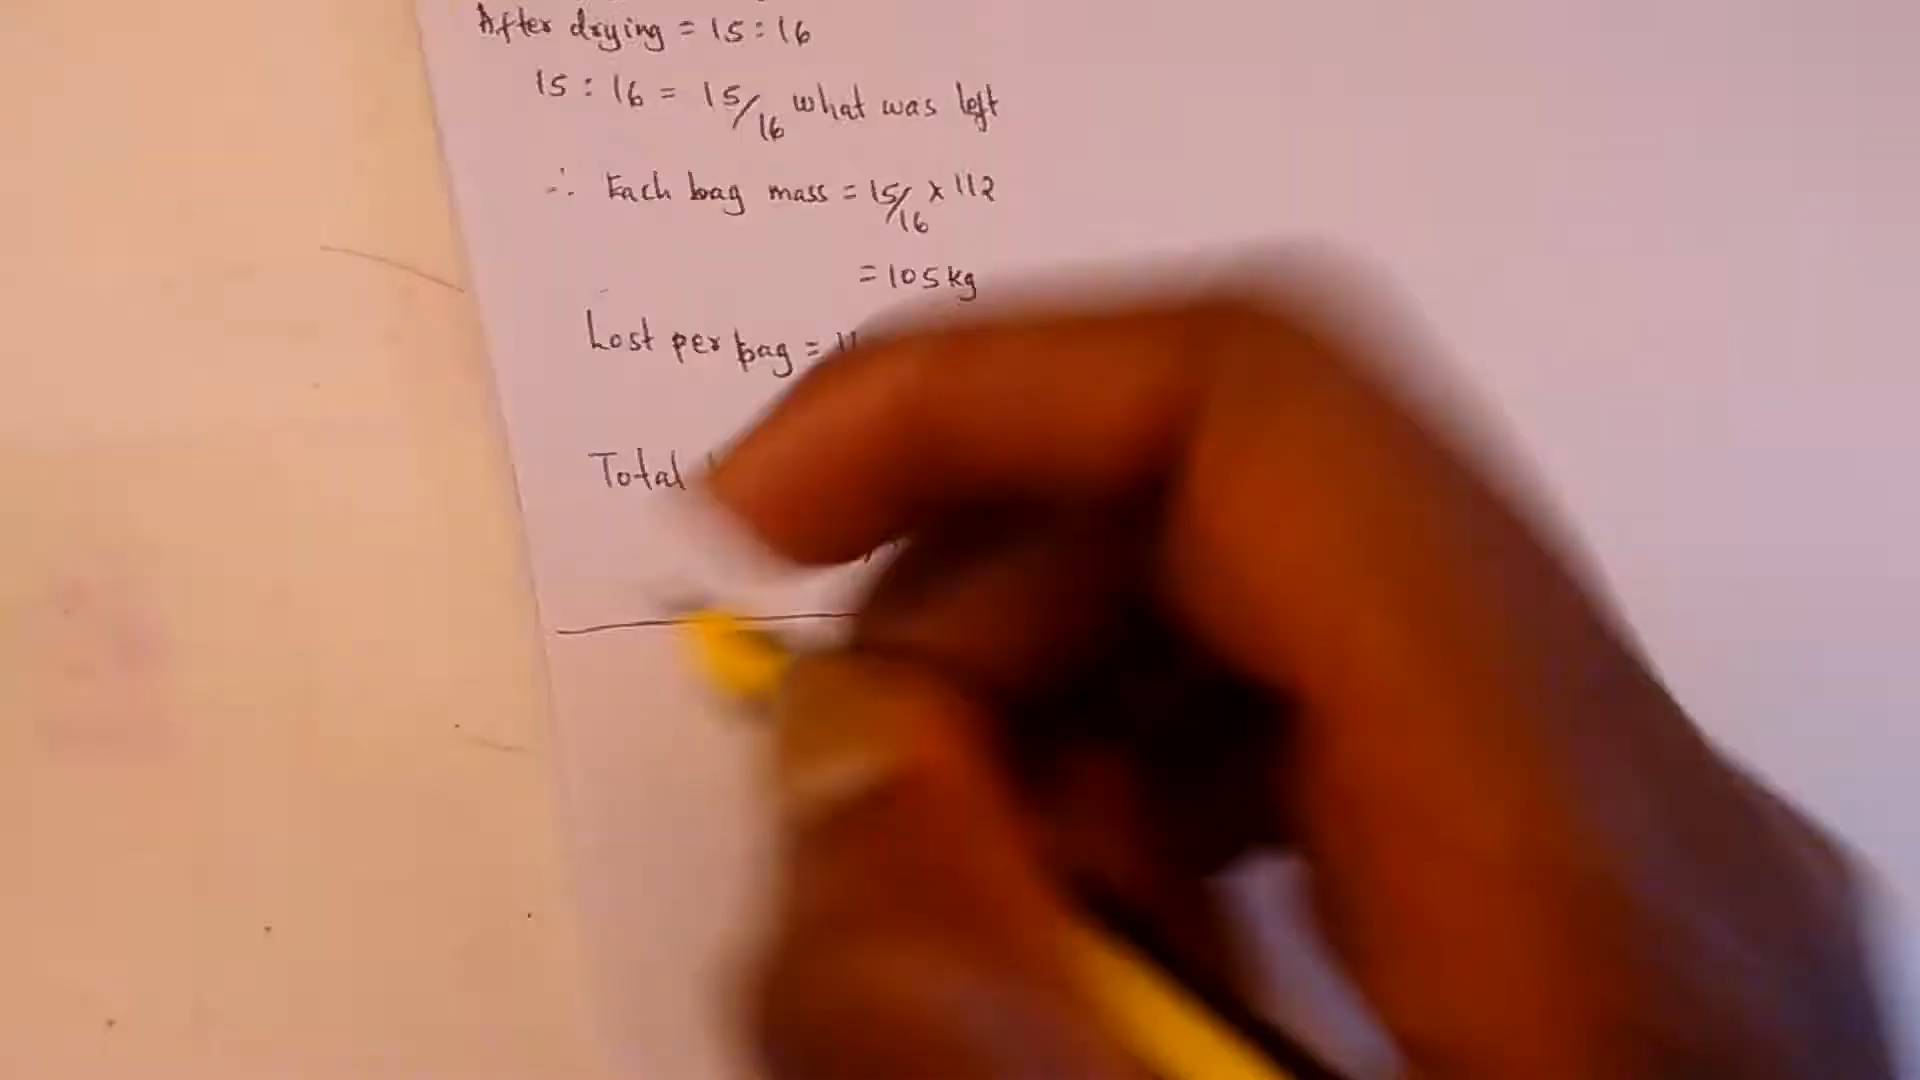 After drying = 15 : 16
15 : 16 = 15/16 what was left
∴ Each bag mass = 15/16 x 112
= 105 kg
Lost per bag =
Total